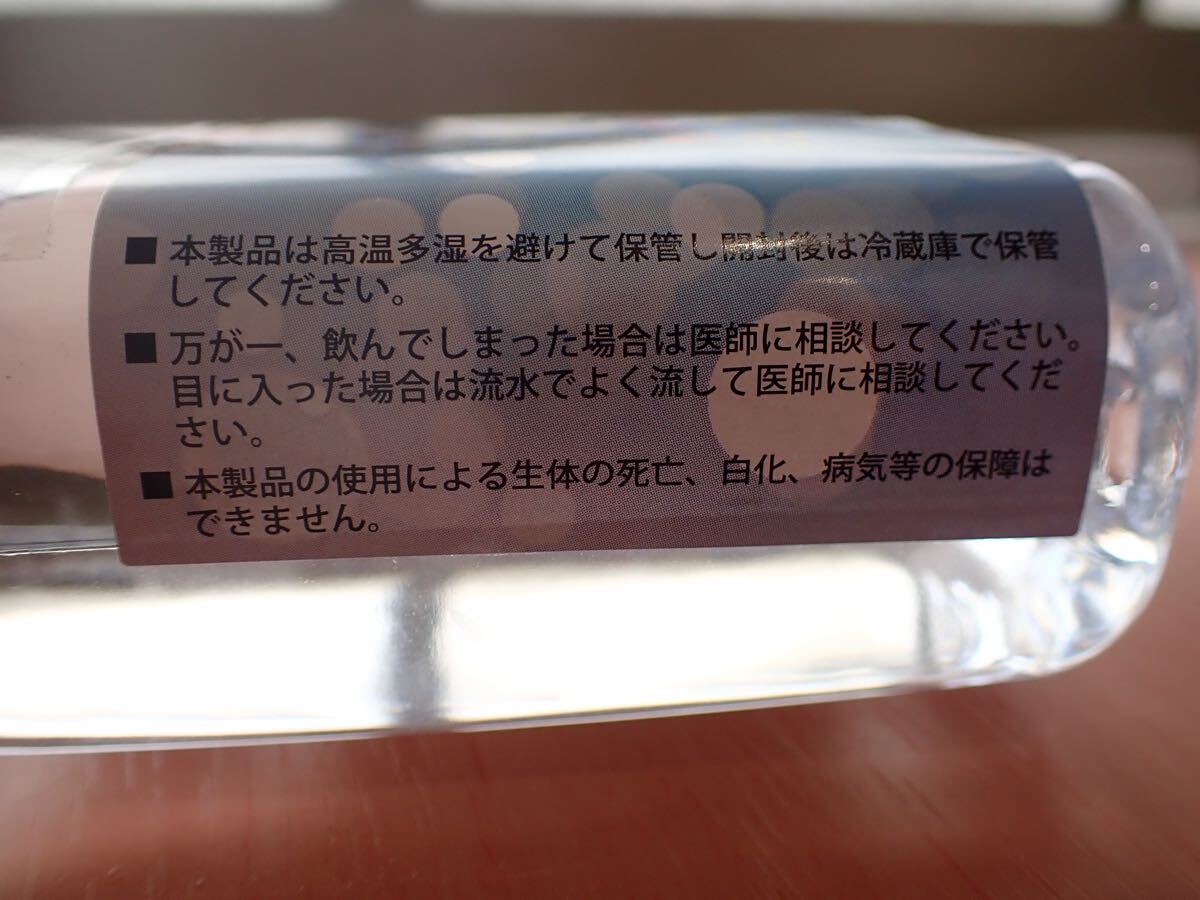 ■ 本製品は高温多湿を避けて保管し開封後は冷蔵庫で保管
してください。
■ 万が一、飲んでしまった場合は医師に相談してください。
目に入った場合は流水でよく流して医師に相談してくだ
さい。
■ 本製品の使用による生体の死亡、白化、病気等の保障は
できません。